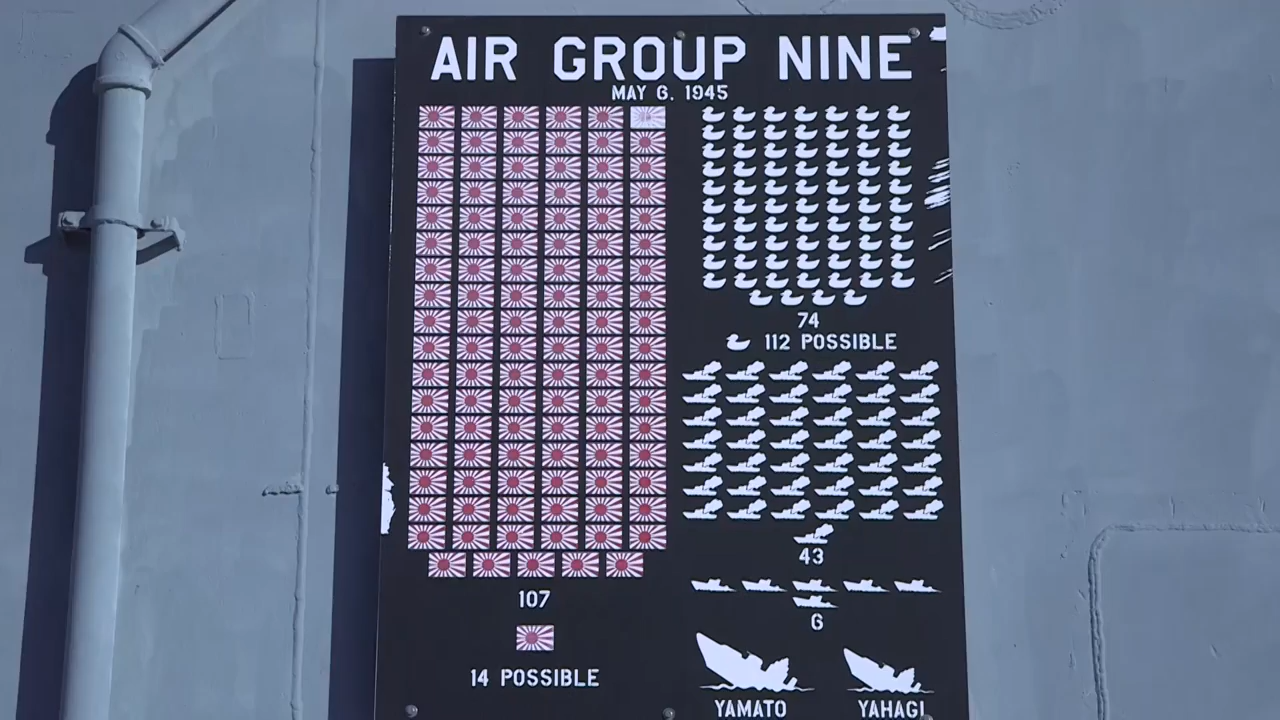 AIR GROUP NINE
MAY 6, 1945
107
14 POSSIBLE
74
112 POSSIBLE
43
6
YAMATO
YAHAGI